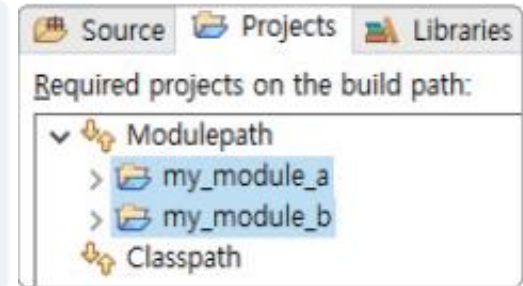 Source Projects Libraries
Required projects on the build path:
Modulepath
my_module_a
my_module_b
Classpath